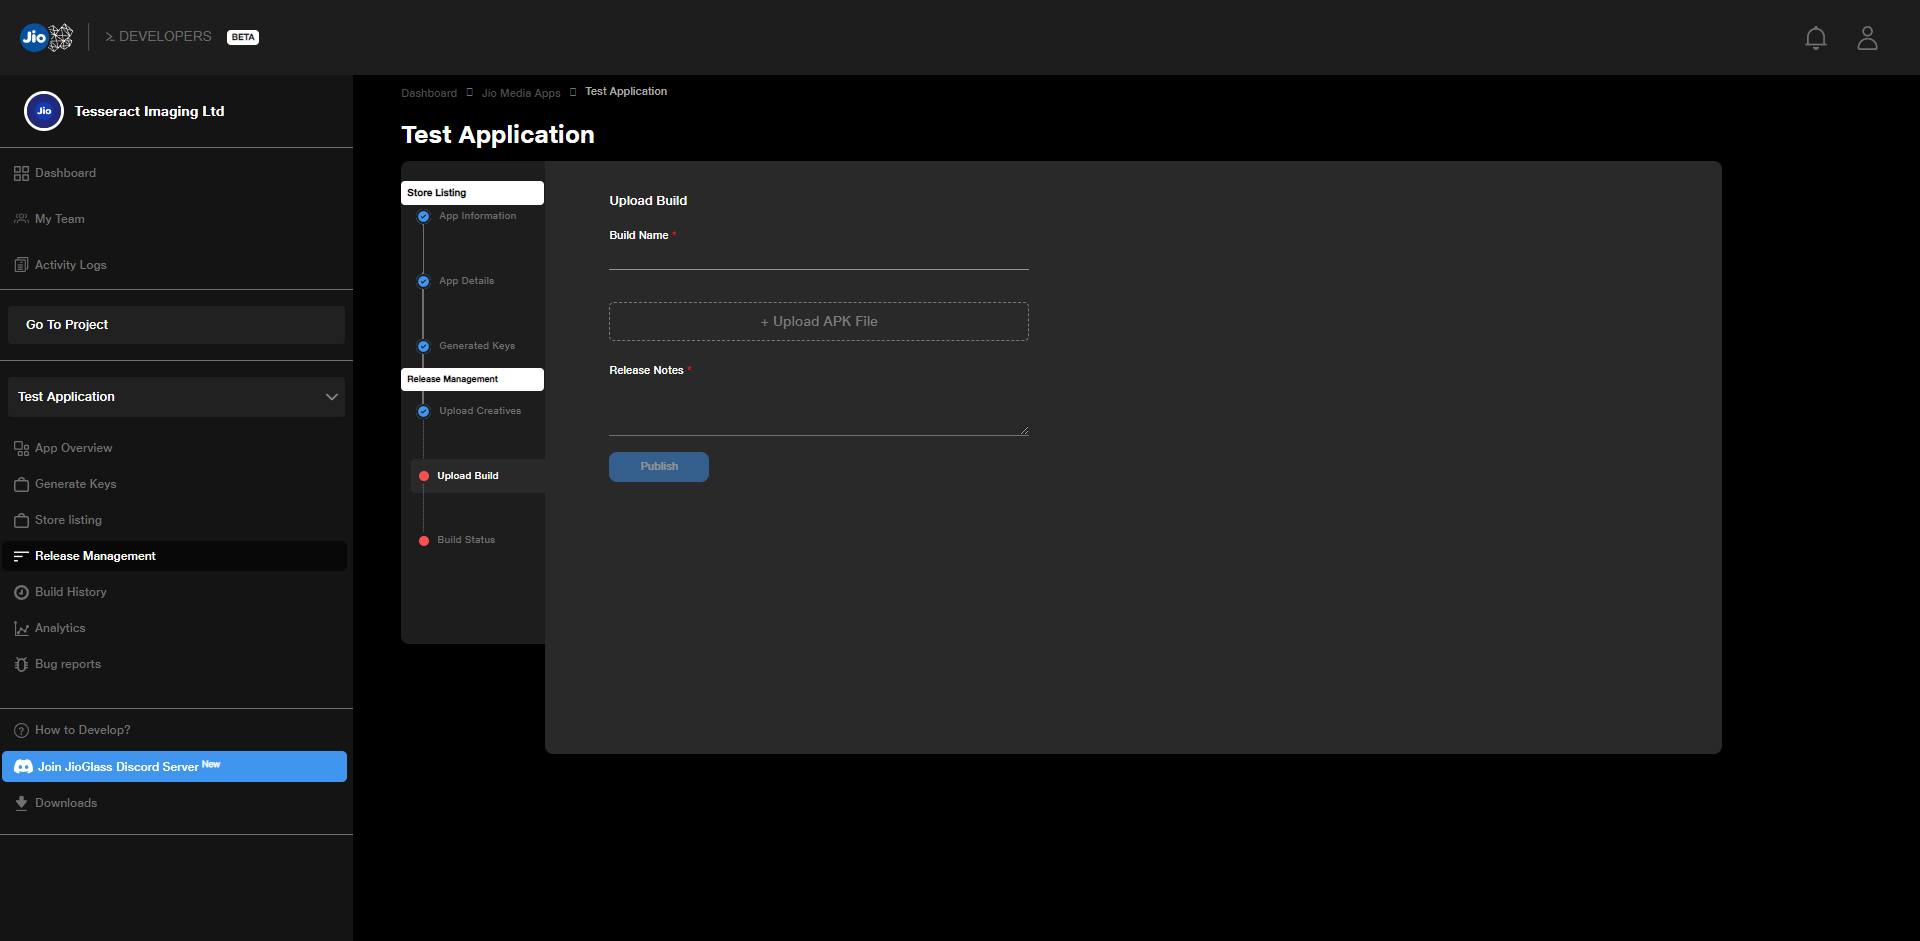 Jio
>_ DEVELOPERS BETA
Jio
Tesseract Imaging Ltd
Dashboard
My Team
Activity Logs
Go To Project
Test Application
App Overview
Generate Keys
Store listing
Release Management
Build History
Analytics
Bug reports
How to Develop?
Join JioGlass Discord Server New
Downloads
Dashboard Jio Media Apps Test Application
Test Application
Store Listing
App Information
App Details
Generated Keys
Release Management
Upload Creatives
Upload Build
Build Status
Upload Build
Build Name *
+ Upload APK File
Release Notes *
Publish